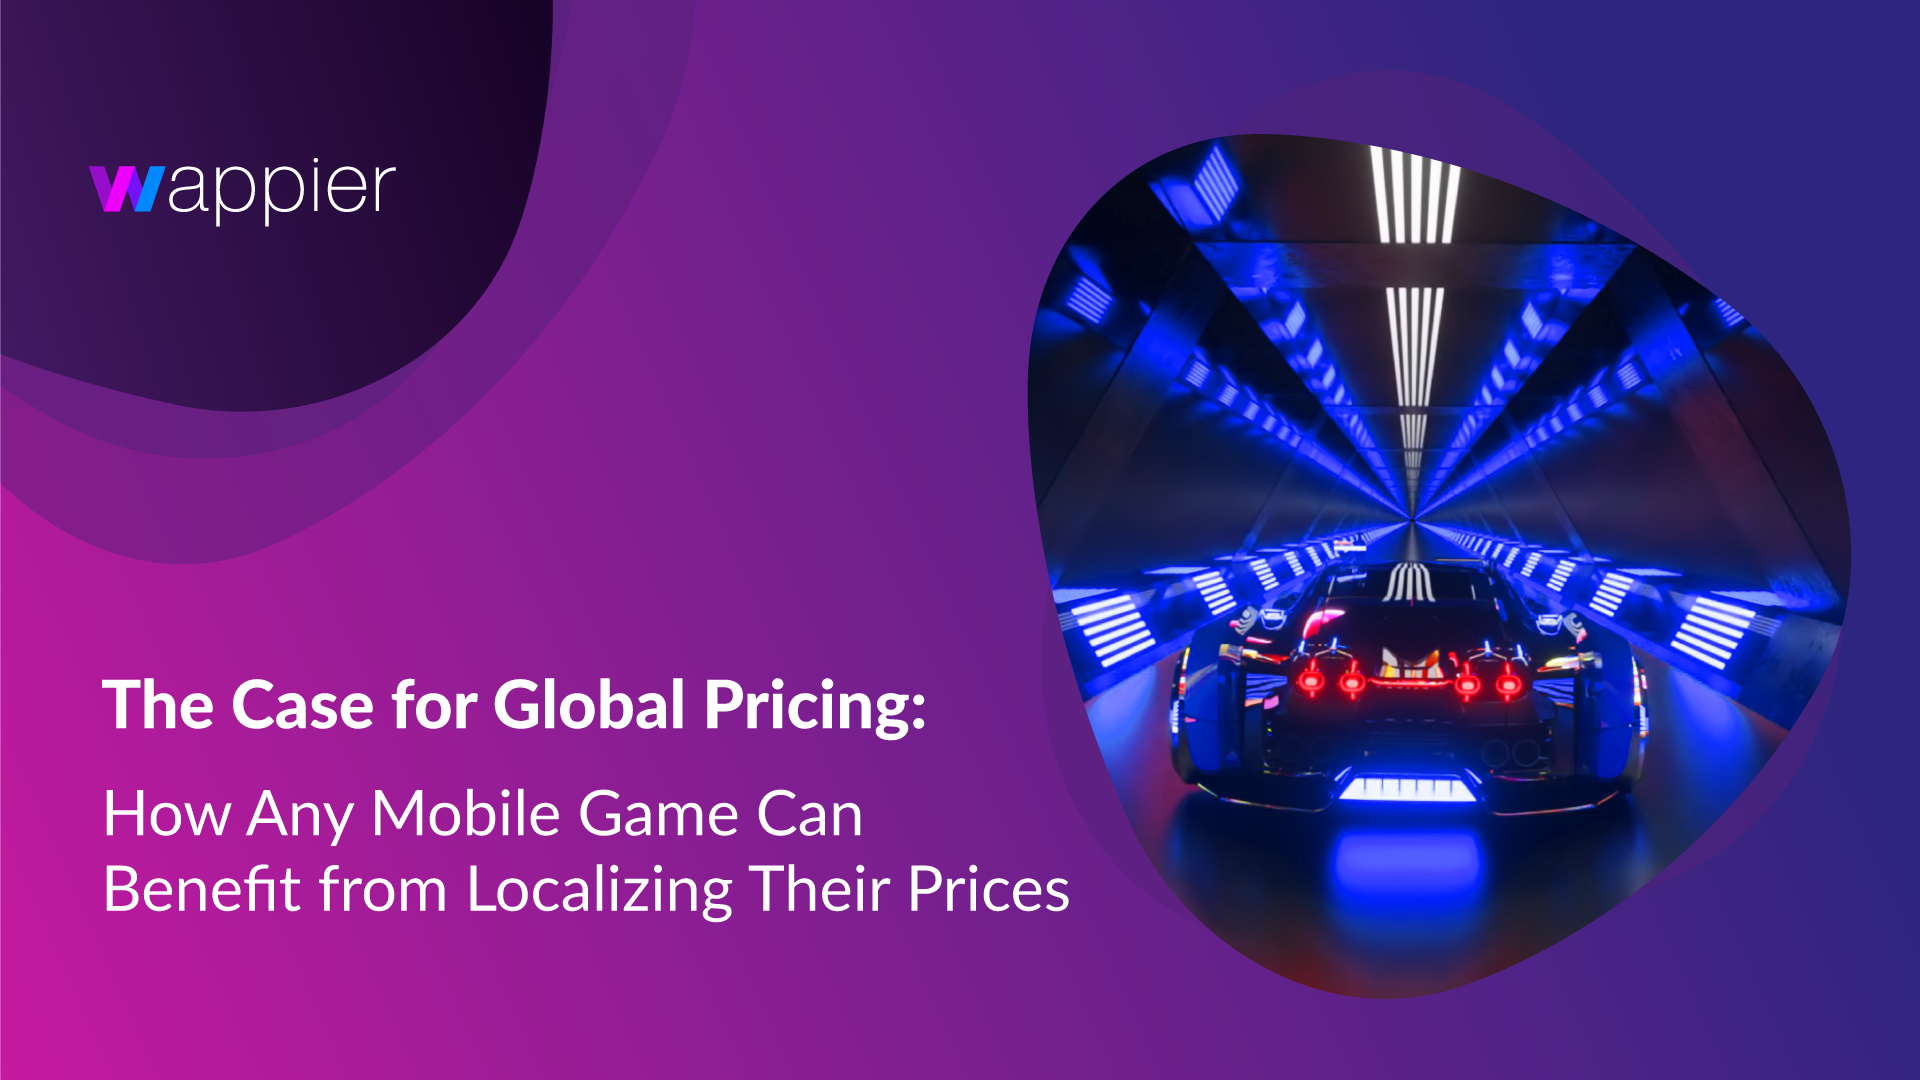 wappier
The Case for Global Pricing:
How Any Mobile Game Can
Benefit from Localizing Their Prices